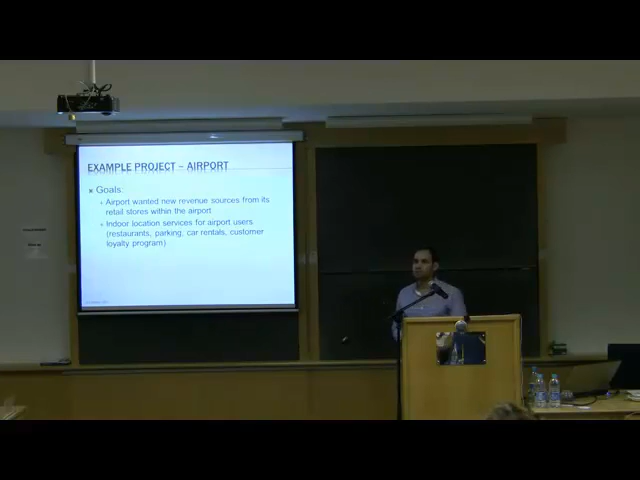 EXAMPLE PROJECT – AIRPORT
Goals:
Airport wanted new revenue sources from its
retail stores within the airport
Indoor location services for airport users
(restaurants, parking, car rentals, customer
loyalty program)